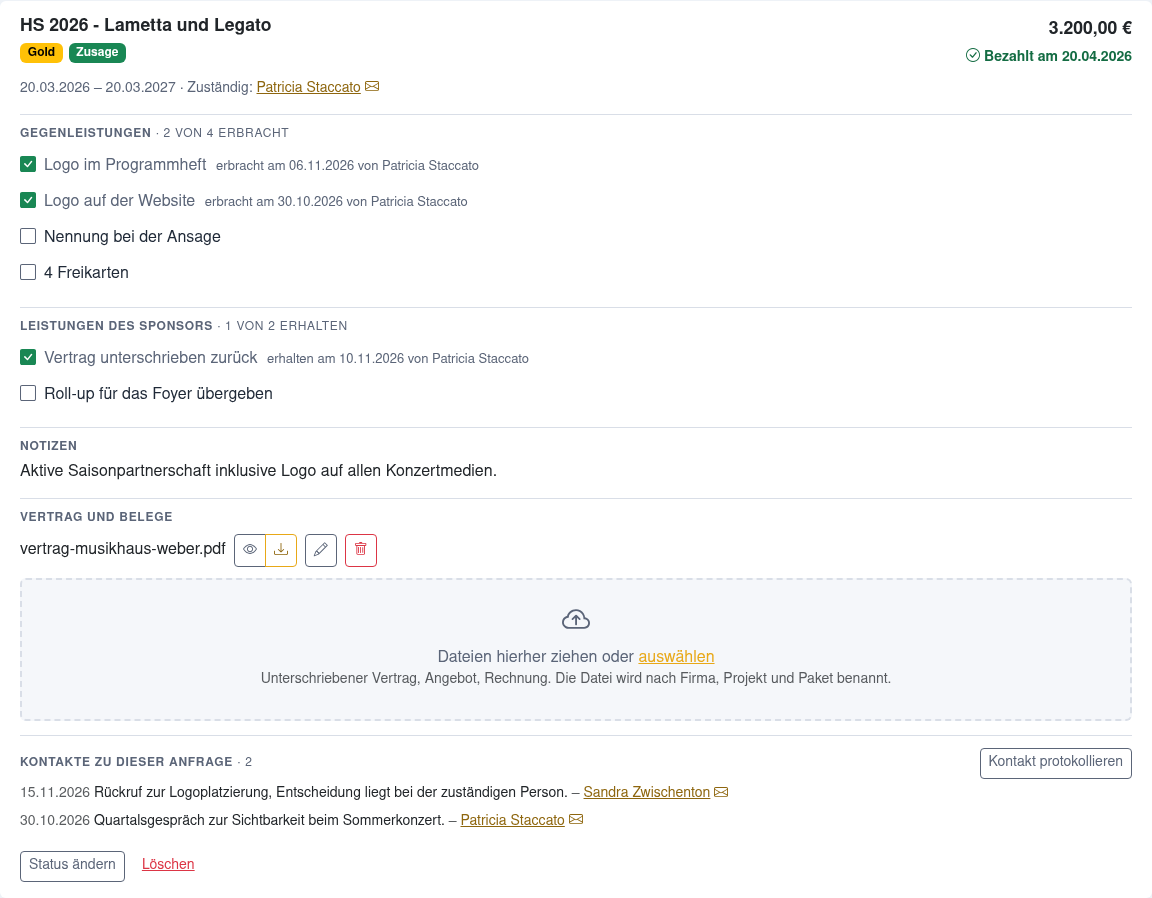 HS 2026 - Lametta und Legato
3.200,00 €
Gold Zusage
Bezahlt am 20.04.2026
20.03.2026 – 20.03.2027 · Zuständig: Patricia Staccato
GEGENLEISTUNGEN · 2 VON 4 ERBRACHT
Logo im Programmheft erbracht am 06.11.2026 von Patricia Staccato
Logo auf der Website erbracht am 30.10.2026 von Patricia Staccato
Nennung bei der Ansage
4 Freikarten
LEISTUNGEN DES SPONSORS · 1 VON 2 ERHALTEN
Vertrag unterschrieben zurück erhalten am 10.11.2026 von Patricia Staccato
Roll-up für das Foyer übergeben
NOTIZEN
Aktive Saisonpartnerschaft inklusive Logo auf allen Konzertmedien.
VERTRAG UND BELEGE
vertrag-musikhaus-weber.pdf
Dateien hierher ziehen oder auswählen
Unterschriebener Vertrag, Angebot, Rechnung. Die Datei wird nach Firma, Projekt und Paket benannt.
KONTAKTE ZU DIESER ANFRAGE · 2
Kontakt protokollieren
15.11.2026 Rückruf zur Logoplatzierung, Entscheidung liegt bei der zuständigen Person. – Sandra Zwischenton
30.10.2026 Quartalsgespräch zur Sichtbarkeit beim Sommerkonzert. – Patricia Staccato
Status ändern Löschen